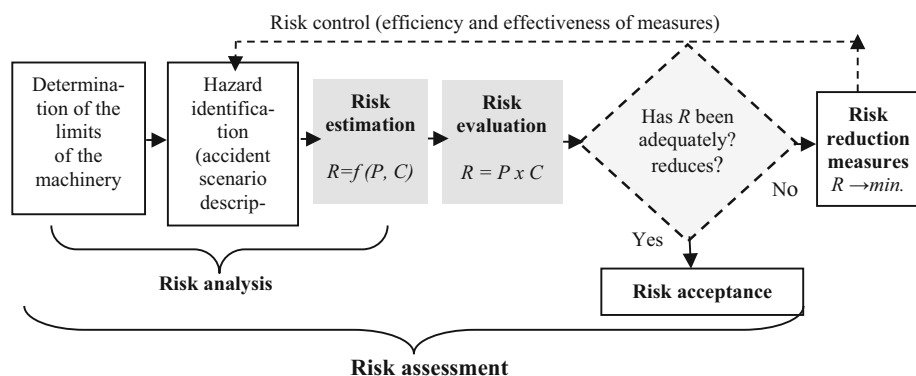 Risk control (efficiency and effectiveness of measures)
Determina-
tion of the
limits
of the
machinery
Hazard
identifica-
tion
(accident
scenario
descrip-
Risk
estimation
R=f (P, C)
Risk
evaluation
R = P x C
Has R been
adequately?
reduces?
No
Yes
Risk
reduction
measures
R →min.
Risk acceptance
Risk analysis
Risk assessment